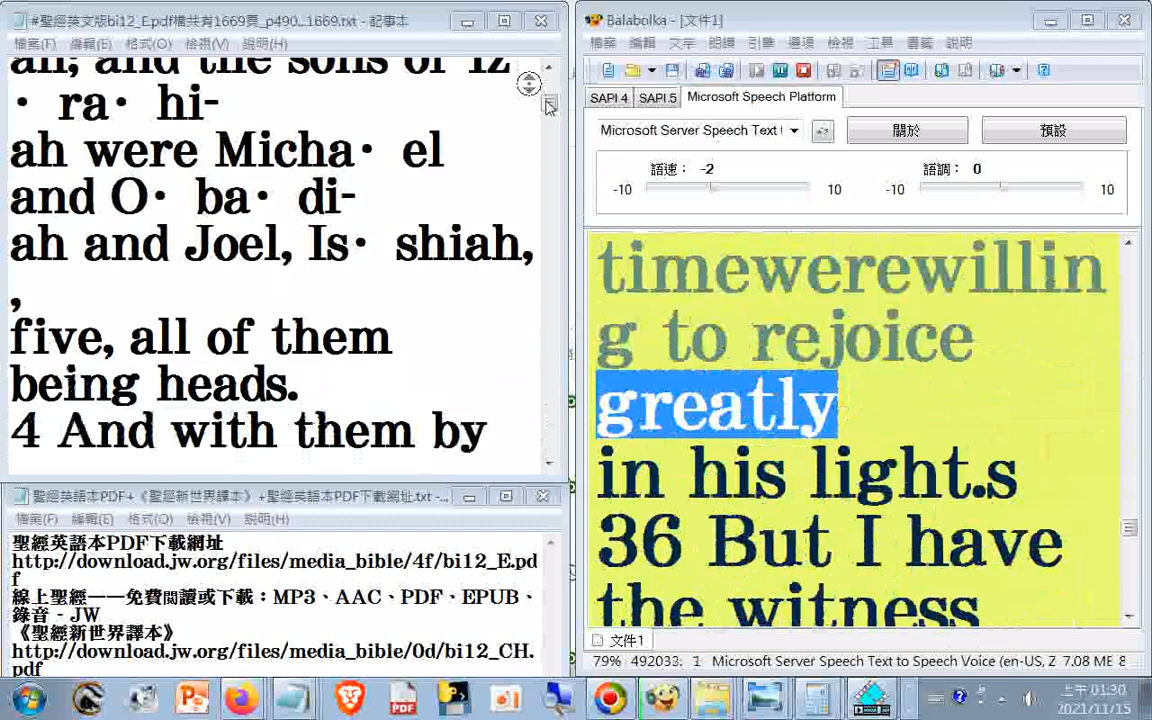 #聖經英文版bi12_E.pdf檔共有1669頁_p490...1669.txt - 記事本
檔案(F) 編輯(E) 格式(O) 檢視(V) 說明(H)
ah; and the sons of Iz
· ra· hi-
ah were Micha· el
and O· ba· di-
ah and Joel, Is· shiah,
,
five, all of them
being heads.
4 And with them by
聖經英語本PDF+《聖經新世界譯本》+聖經英語本PDF下載網址.txt -...
檔案(F) 編輯(E) 格式(O) 檢視(V) 說明(H)
聖經英語本PDF下載網址
http://download.jw.org/files/media_bible/4f/bi12_E.pd
f
線上聖經——免費閱讀或下載：MP3、AAC、PDF、EPUB、
錄音 - JW
《聖經新世界譯本》
http://download.jw.org/files/media_bible/0d/bi12_CH.
pdf
Balabolka - [文件1]
檔案 編輯 文字 朗讀 引擎 選項 檢視 工具 書籤 說明
SAPI 4 SAPI 5 Microsoft Speech Platform
Microsoft Server Speech Text 關於 預設
語速： -2 語調： 0
-10 10 -10 10
timewerewillin
g to rejoice
greatly
in his light.s
36 But I have
the witness
文件1
79% 492033: 1 Microsoft Server Speech Text to Speech Voice (en-US, Z 7.08 ME 8
PDF
上午 01:30
2021/11/15